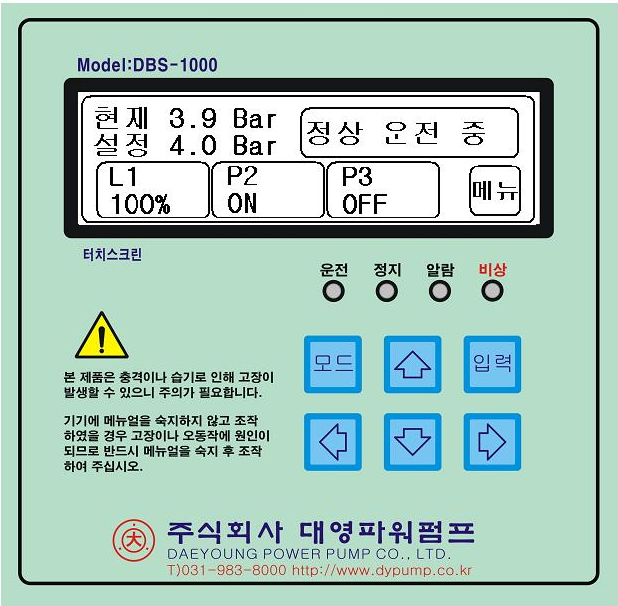 Model:DBS-1000
현재 3.9 Bar
설정 4.0 Bar
정상 운전 중
L1
100%
P2
ON
P3
OFF
메뉴
터치스크린
운전 정지 알람 비상
모드
입력
본 제품은 충격이나 습기로 인해 고장이
발생할 수 있으니 주의가 필요합니다.
기기에 메뉴얼을 숙지하지 않고 조작
하였을 경우 고장이나 오동작에 원인이
되므로 반드시 메뉴얼을 숙지 후 조작
하여 주십시오.
大 주식회사 대영파워펌프
DAEYOUNG POWER PUMP CO., LTD.
T)031-983-8000 http://www.dypump.co.kr